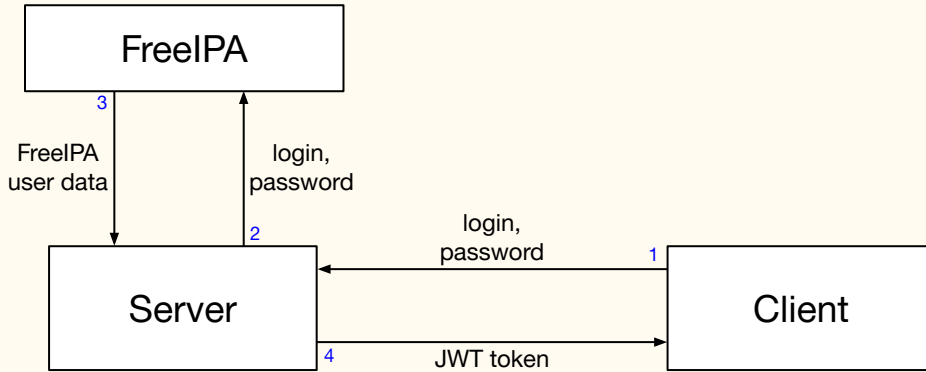 FreeIPA
3
FreeIPA
user data
login,
password
2
login,
password
1
Server
Client
4
JWT token